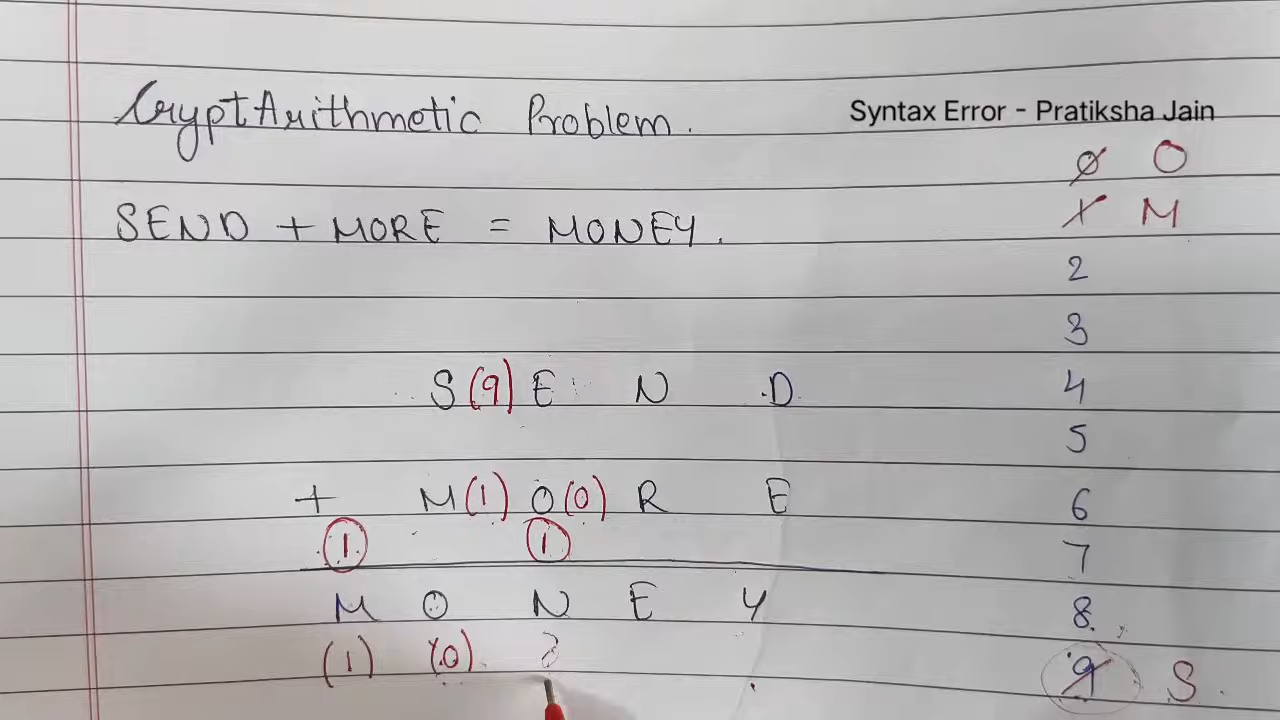 CryptArithmetic Problem.
Syntax Error - Pratiksha Jain
0 O
SEND + MORE = MONEY.
1 M
2
3
S(9) E N D
4
5
+ M(1) O(0) R E
6
(1) (1)
7
M O N E Y
8.
(1) (0)
9 S